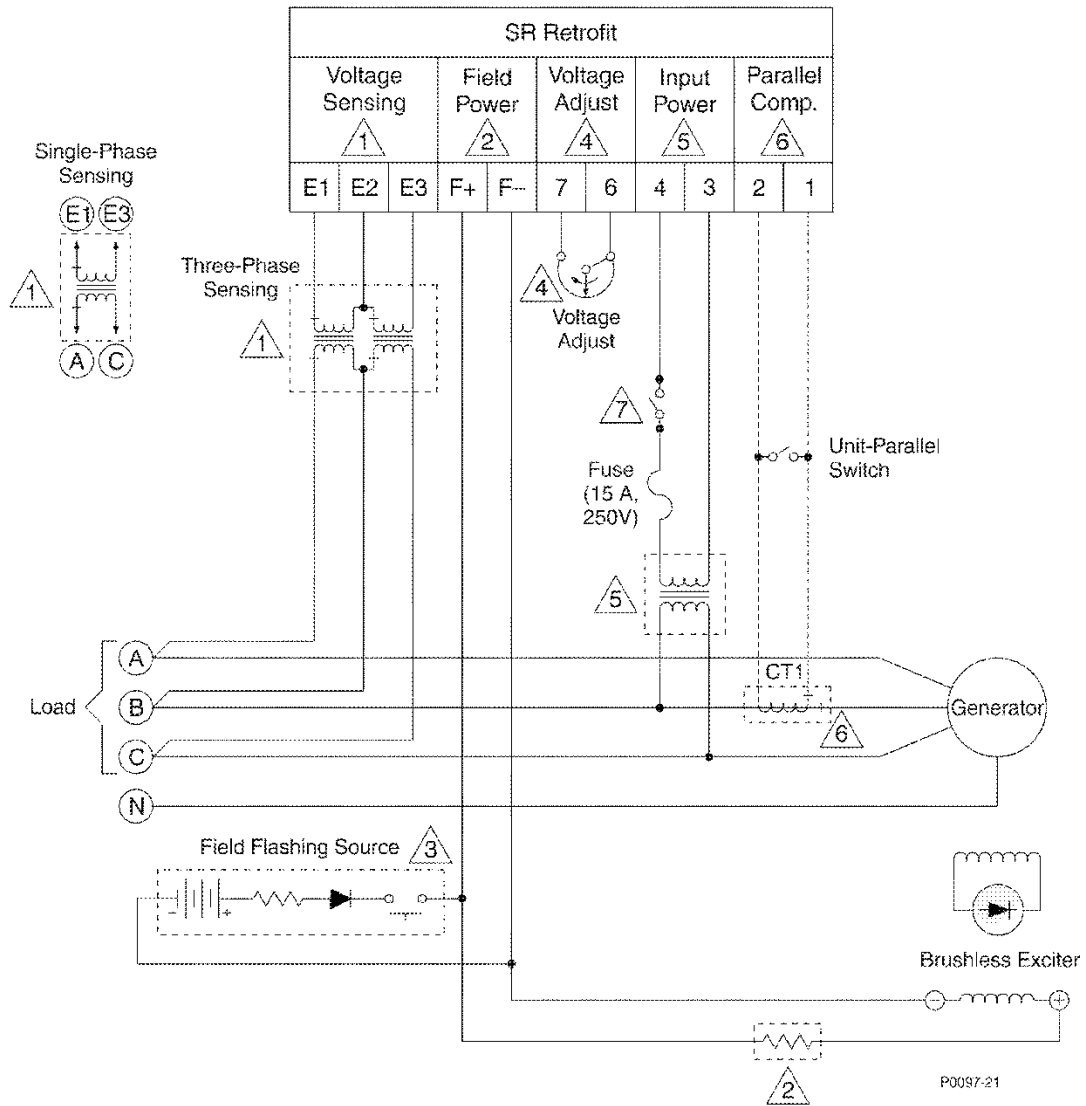 SR Retrofit
Voltage
Sensing
1
Field
Power
2
Voltage
Adjust
4
Input
Power
5
Parallel
Comp.
6
E1 E2 E3 F+ F- 7 6 4 3 2 1
Single-Phase
Sensing
E1 E3
1
A C
Three-Phase
Sensing
1
4
Voltage
Adjust
7
Fuse
(15 A,
250V)
Unit-Parallel
Switch
5
Load
A
B
C
N
CT1
6
Generator
Field Flashing Source
3
- +
Brushless Exciter
- +
2
P0097-21